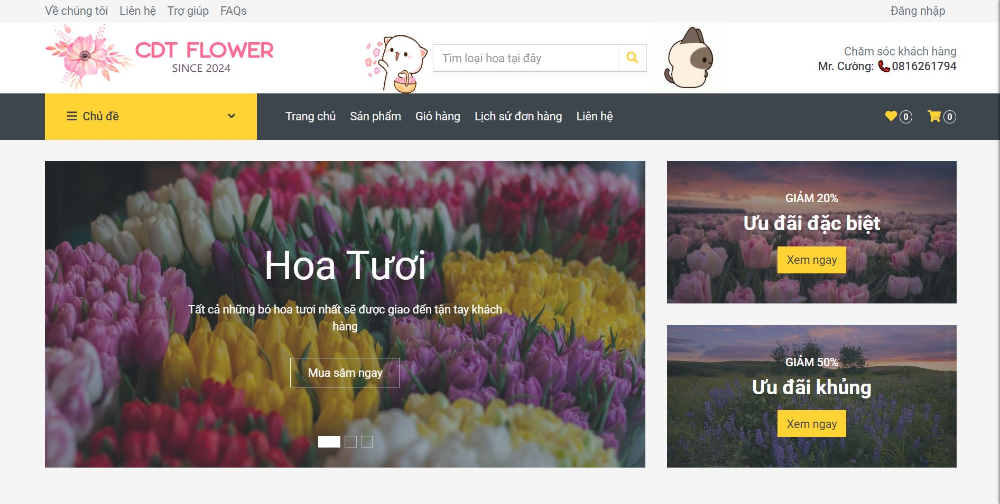 Về chúng tôi Liên hệ Trợ giúp FAQs Đăng nhập
CDT FLOWER
SINCE 2024
Tìm loại hoa tại đây
Chăm sóc khách hàng
Mr. Cường: 0816261794
Chủ đề
Trang chủ Sản phẩm Giỏ hàng Lịch sử đơn hàng Liên hệ 0 0
Hoa Tươi
Tất cả những bó hoa tươi nhất sẽ được giao đến tận tay khách
hàng
Mua sắm ngay
GIẢM 20%
Ưu đãi đặc biệt
Xem ngay
GIẢM 50%
Ưu đãi khủng
Xem ngay